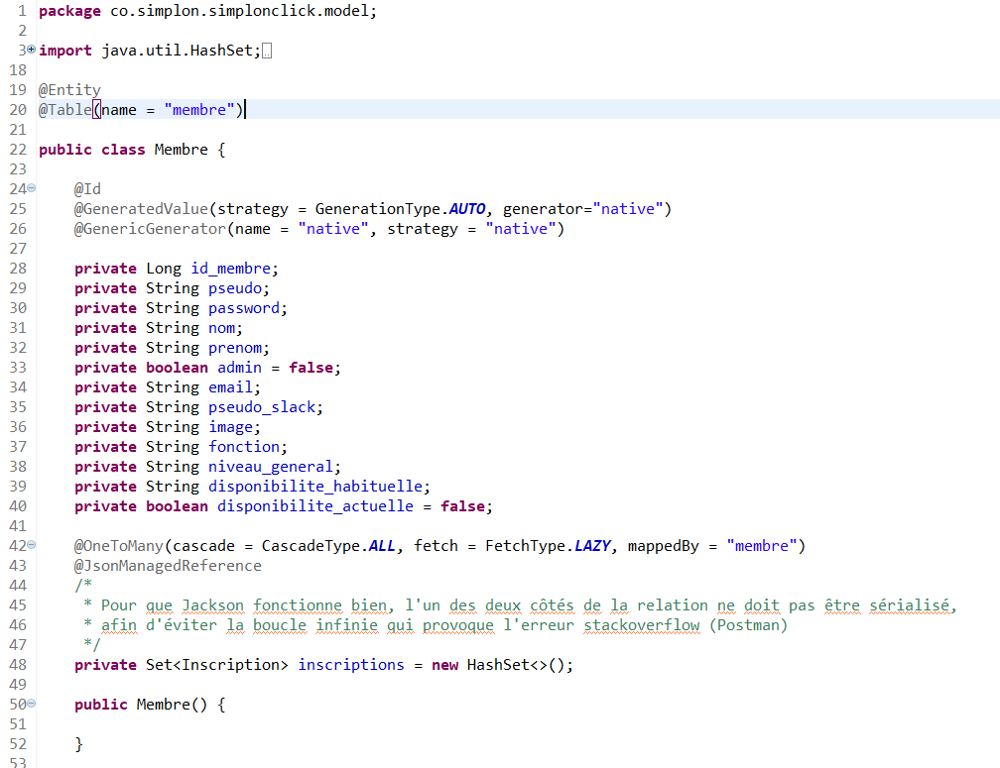 1 package co.simplon.simplonclick.model;
2
3 import java.util.HashSet;
18
19 @Entity
20 @Table(name = "membre")
21
22 public class Membre {
23
24 @Id
25 @GeneratedValue(strategy = GenerationType.AUTO, generator="native")
26 @GenericGenerator(name = "native", strategy = "native")
27
28 private Long id_membre;
29 private String pseudo;
30 private String password;
31 private String nom;
32 private String prenom;
33 private boolean admin = false;
34 private String email;
35 private String pseudo_slack;
36 private String image;
37 private String fonction;
38 private String niveau_general;
39 private String disponibilite_habituelle;
40 private boolean disponibilite_actuelle = false;
41
42 @OneToMany(cascade = CascadeType.ALL, fetch = FetchType.LAZY, mappedBy = "membre")
43 @JsonManagedReference
44 /*
45 * Pour que Jackson fonctionne bien, l'un des deux côtés de la relation ne doit pas être sérialisé,
46 * afin d'éviter la boucle infinie qui provoque l'erreur stackoverflow (Postman)
47 */
48 private Set<Inscription> inscriptions = new HashSet<>();
49
50 public Membre() {
51
52 }
53